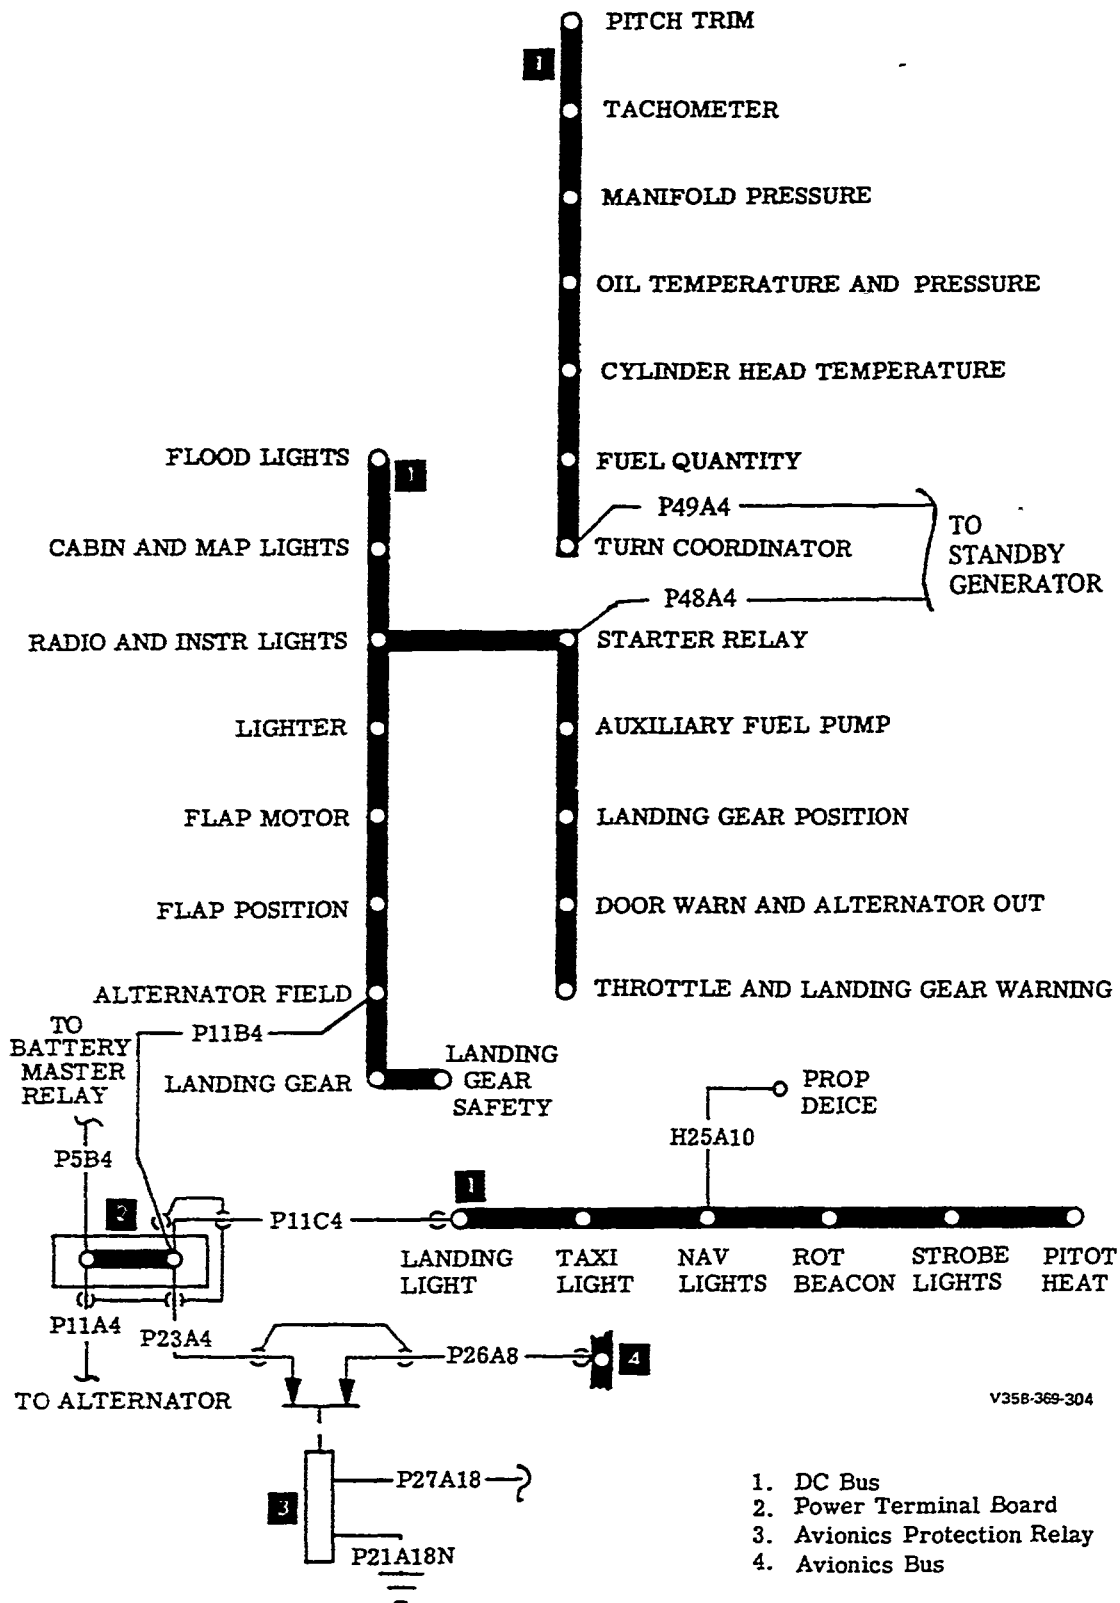 PITCH TRIM
1
TACHOMETER
MANIFOLD PRESSURE
OIL TEMPERATURE AND PRESSURE
CYLINDER HEAD TEMPERATURE
FLOOD LIGHTS
1
FUEL QUANTITY
P49A4
CABIN AND MAP LIGHTS
TURN COORDINATOR
TO
STANDBY
GENERATOR
P48A4
RADIO AND INSTR LIGHTS
STARTER RELAY
LIGHTER
AUXILIARY FUEL PUMP
FLAP MOTOR
LANDING GEAR POSITION
FLAP POSITION
DOOR WARN AND ALTERNATOR OUT
ALTERNATOR FIELD
THROTTLE AND LANDING GEAR WARNING
TO
BATTERY
MASTER
RELAY
P11B4
LANDING GEAR
LANDING
GEAR
SAFETY
PROP
DEICE
H25A10
P5B4
2
1
P11C4
LANDING
LIGHT
TAXI
LIGHT
NAV
LIGHTS
ROT
BEACON
STROBE
LIGHTS
PITOT
HEAT
P11A4
P23A4
P26A8
4
TO ALTERNATOR
V35B-369-304
P27A18
3
P21A18N
1. DC Bus
2. Power Terminal Board
3. Avionics Protection Relay
4. Avionics Bus